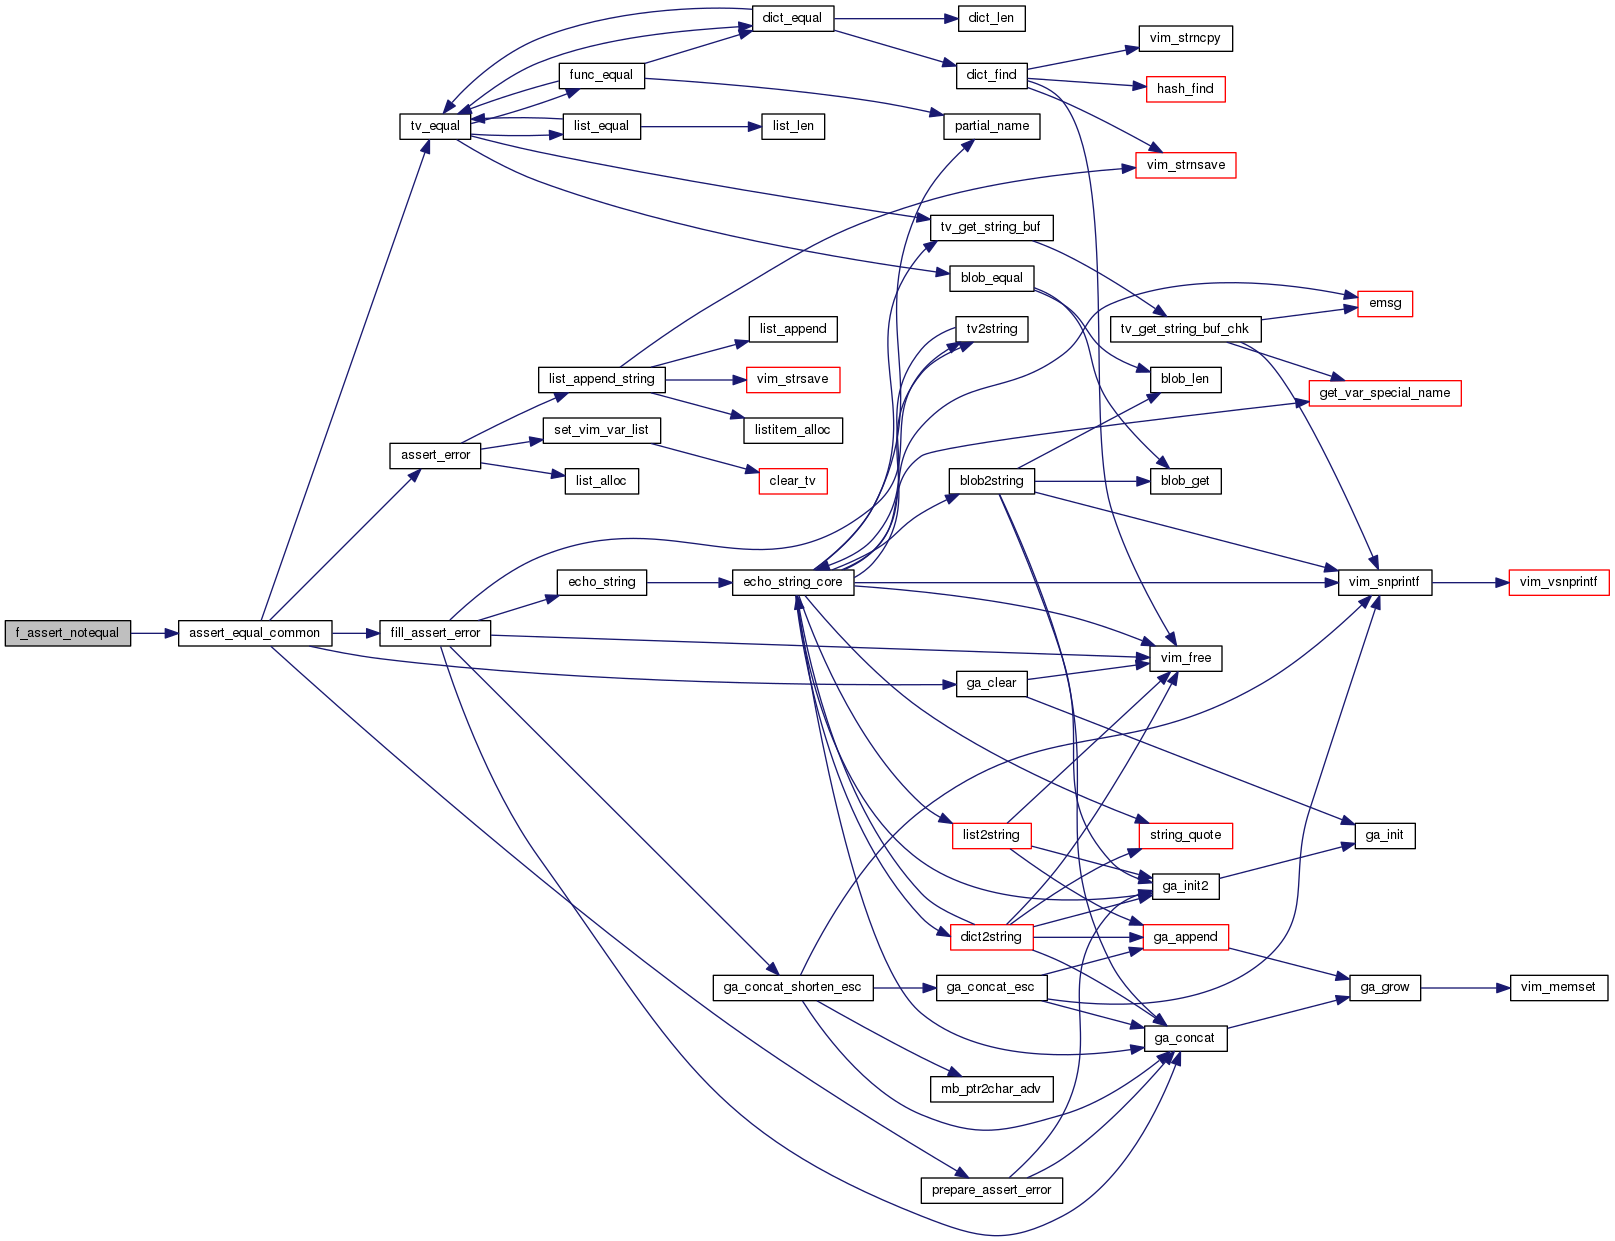 dict_equal
dict_len
vim_strncpy
func_equal
dict_find
hash_find
tv_equal
list_equal
list_len
partial_name
vim_strnsave
tv_get_string_buf
blob_equal
emsg
list_append
tv2string
tv_get_string_buf_chk
list_append_string
vim_strsave
blob_len
get_var_special_name
set_vim_var_list
listitem_alloc
assert_error
list_alloc
clear_tv
blob2string
blob_get
echo_string
echo_string_core
vim_snprintf
vim_vsnprintf
f_assert_notequal
assert_equal_common
fill_assert_error
vim_free
ga_clear
list2string
string_quote
ga_init
ga_init2
dict2string
ga_append
ga_concat_shorten_esc
ga_concat_esc
ga_grow
vim_memset
ga_concat
mb_ptr2char_adv
prepare_assert_error